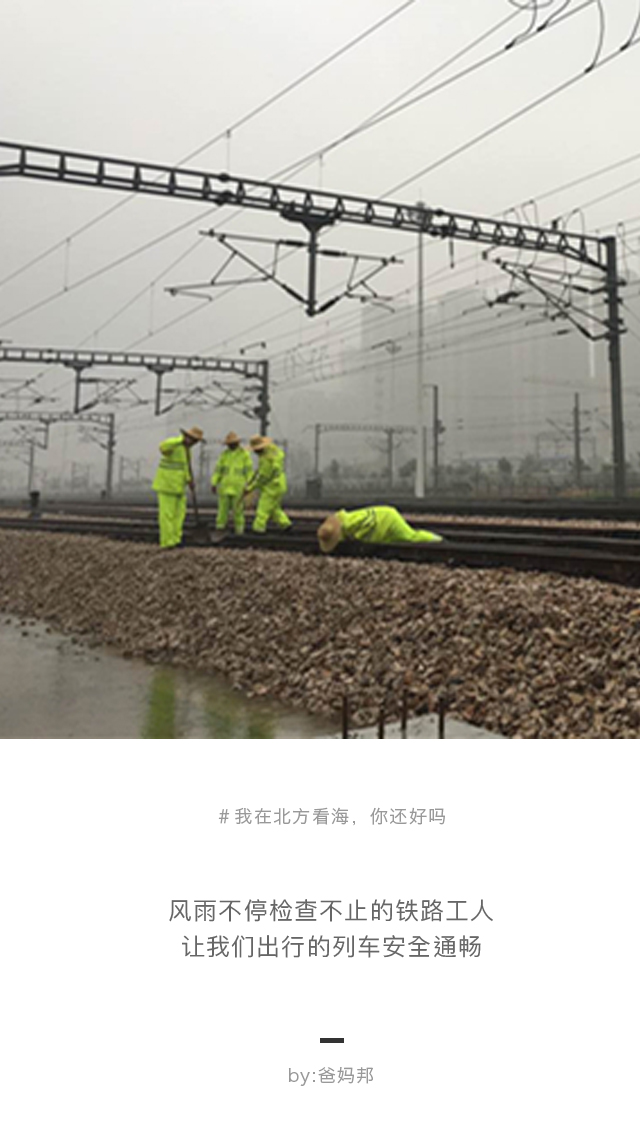 #我在北方看海，你还好吗
风雨不停检查不止的铁路工人
让我们出行的列车安全通畅
by:爸妈邦